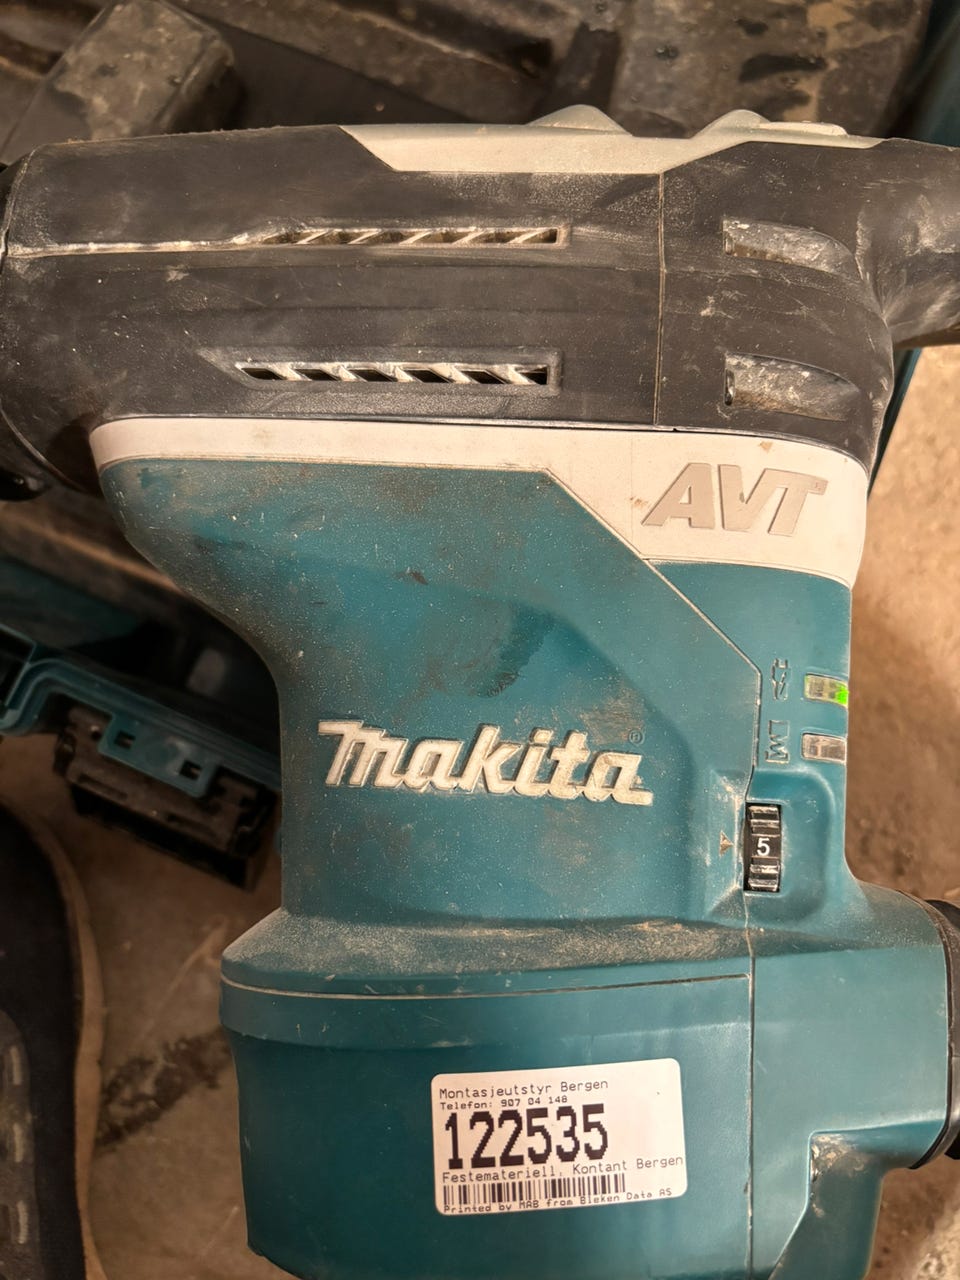 AVT
makita®
5
Montasjeutstyr Bergen
Telefon: 907 04 148
122535
Festemateriell, Kontant Bergen
Printed by MAB from Bleken Data AS